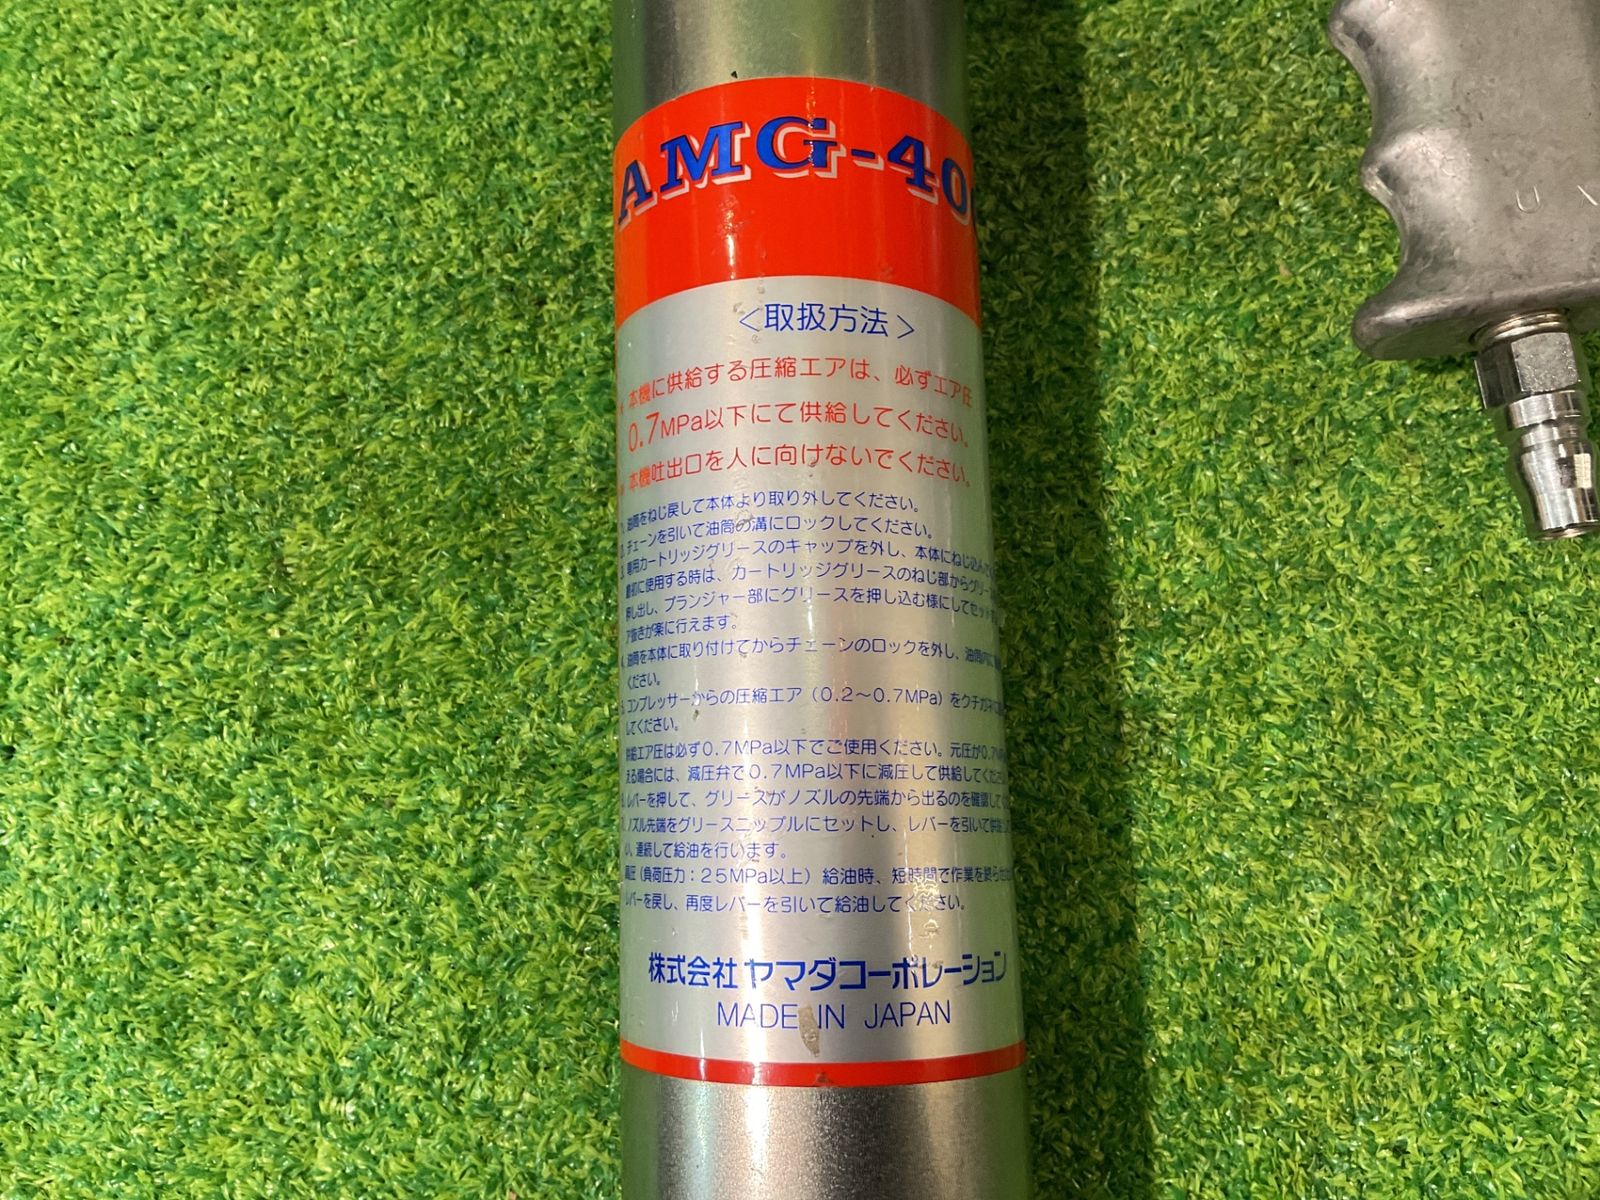 AMG-40
<取扱方法>
本機に供給する圧縮エアは、必ずエア圧
0.7MPa以下にて供給してください。
本機吐出口を人に向けないでください。
油筒をねじ戻して本体より取り外してください。
チェーンを引いて油筒の溝にロックしてください。
専用カートリッジグリースのキャップを外し、本体にねじ込んで
最初に使用する時は、カートリッジグリースのねじ部からグリース
押し出し、プランジャー部にグリースを押し込む様にしてセット
ア抜きが楽に行えます。
油筒を本体に取り付けてからチェーンのロックを外し、油筒内に
ください。
コンプレッサーからの圧縮エア(0.2〜0.7MPa)をクチガネに
してください。
供給エア圧は必ず0.7MPa以下でご使用ください。元圧が0.7MP
える場合には、減圧弁で0.7MPa以下に減圧して供給してください
レバーを押して、グリースがノズルの先端から出るのを確認して
ノズル先端をグリースニップルにセットし、レバーを引いて
い、連続して給油を行います。
高圧(負荷圧力:25MPa以上)給油時、短時間で作業を
レバーを戻し、再度レバーを引いて給油してください。
株式会社ヤマダコーポレーション
MADE IN JAPAN